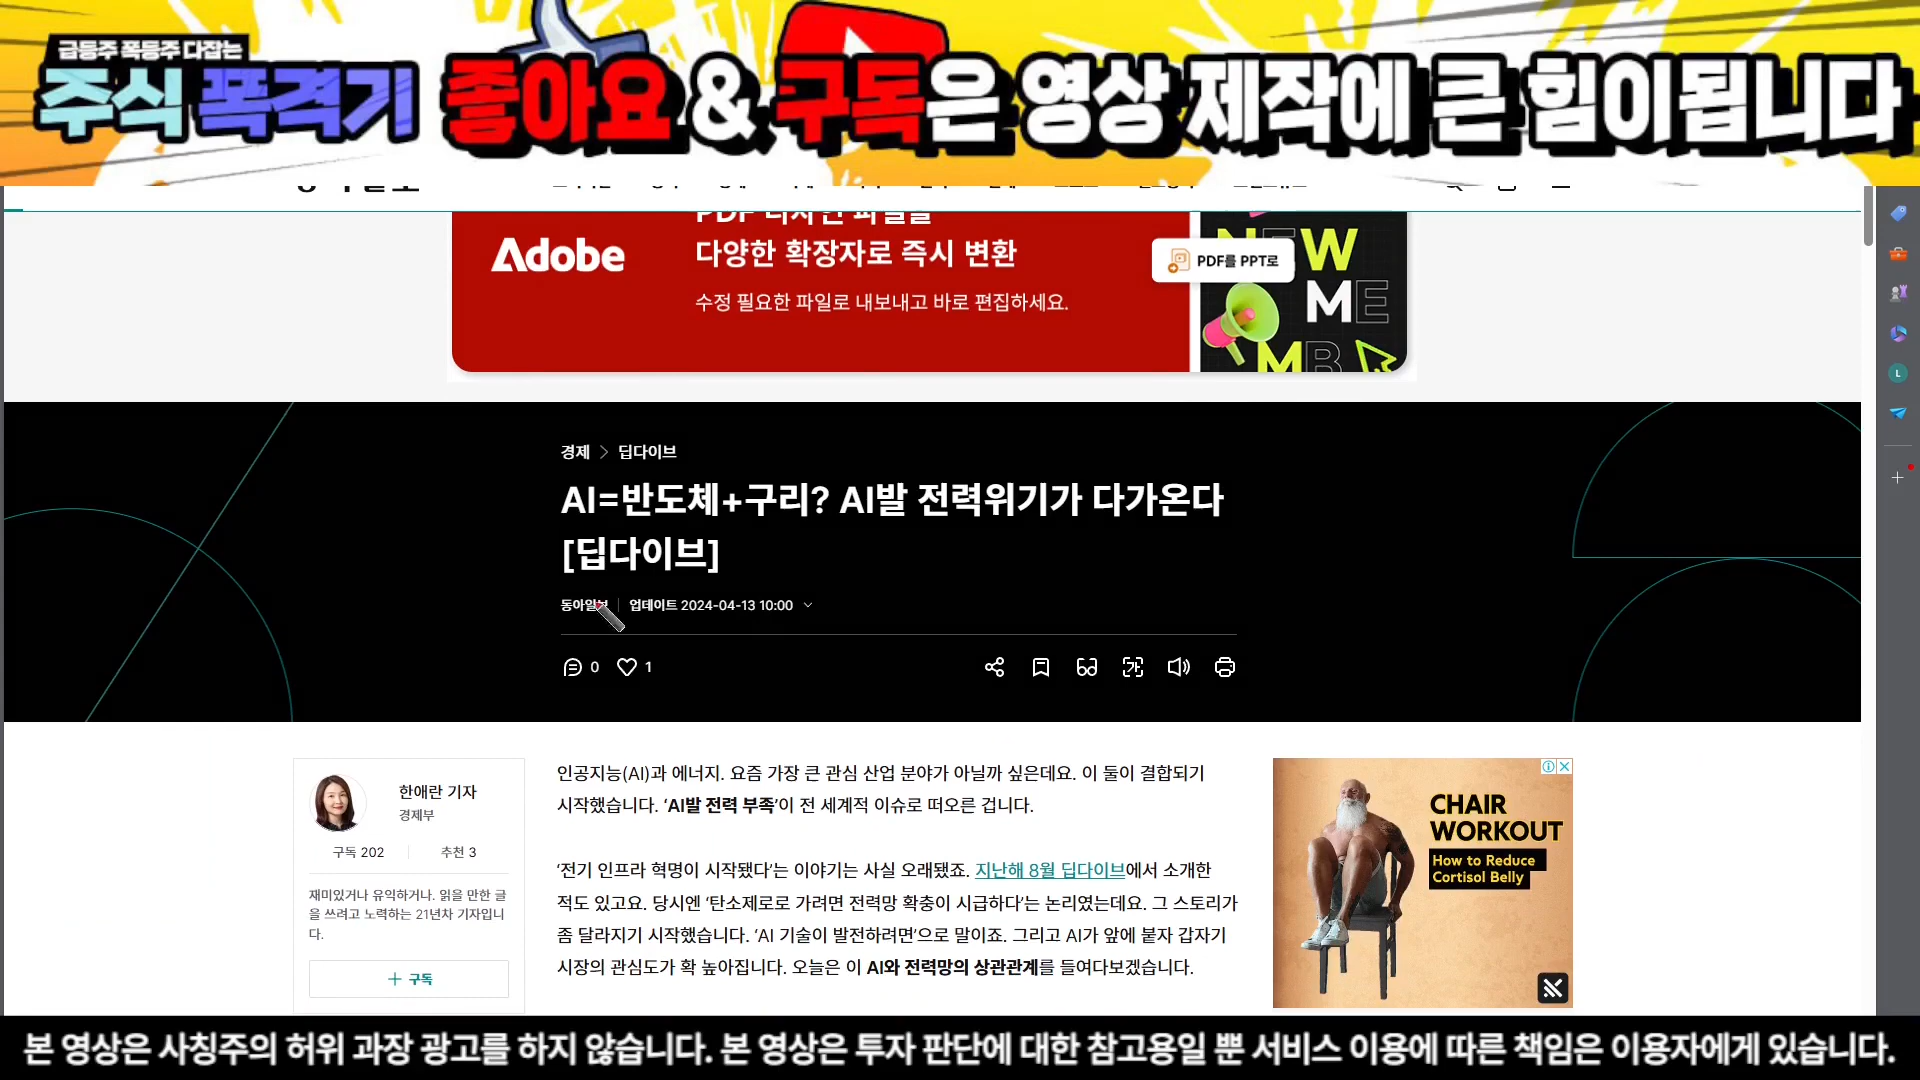 급등주 폭등주 다잡는
주식 폭격기 좋아요 & 구독은 영상 제작에 큰 힘이됩니다
PDF 디자인 파일을
Adobe
다양한 확장자로 즉시 변환
수정 필요한 파일로 내보내고 바로 편집하세요.
PDF를 PPT로
NEW
ME
MB
경제 > 딥다이브
AI=반도체+구리? AI발 전력위기가 다가온다
[딥다이브]
동아일보 업데이트 2024-04-13 10:00
0 1
한애란 기자
경제부
구독 202 추천 3
재미있거나 유익하거나. 읽을 만한 글
을 쓰려고 노력하는 21년차 기자입니
다.
+ 구독
인공지능(AI)과 에너지. 요즘 가장 큰 관심 산업 분야가 아닐까 싶은데요. 이 둘이 결합되기
시작했습니다. ‘AI발 전력 부족’이 전 세계적 이슈로 떠오른 겁니다.
‘전기 인프라 혁명이 시작됐다’는 이야기는 사실 오래됐죠. 지난해 8월 딥다이브에서 소개한
적도 있고요. 당시엔 ‘탄소제로로 가려면 전력망 확충이 시급하다’는 논리였는데요. 그 스토리가
좀 달라지기 시작했습니다. ‘AI 기술이 발전하려면’으로 말이죠. 그리고 AI가 앞에 붙자 갑자기
시장의 관심도가 확 높아집니다. 오늘은 이 AI와 전력망의 상관관계를 들여다보겠습니다.
CHAIR
WORKOUT
How to Reduce
Cortisol Belly
L
본 영상은 사칭주의 허위 과장 광고를 하지 않습니다. 본 영상은 투자 판단에 대한 참고용일 뿐 서비스 이용에 따른 책임은 이용자에게 있습니다.